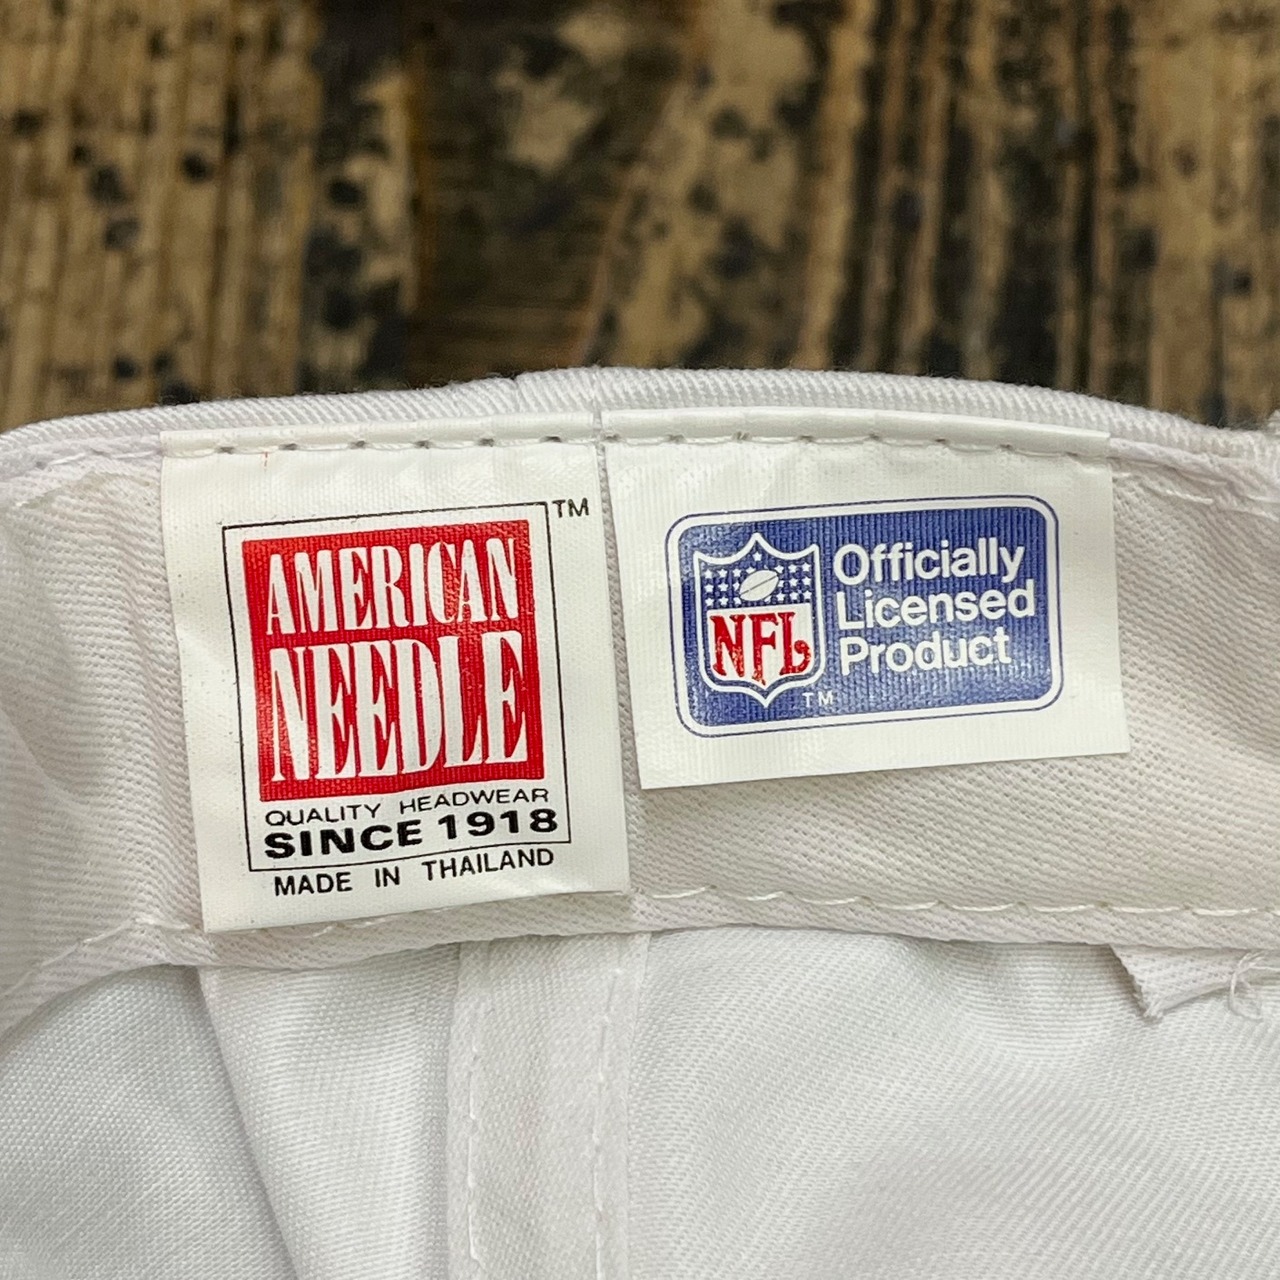 AMERICAN
NEEDLE
TM
QUALITY HEADWEAR
SINCE 1918
MADE IN THAILAND
NFL
TM
Officially
Licensed
Product